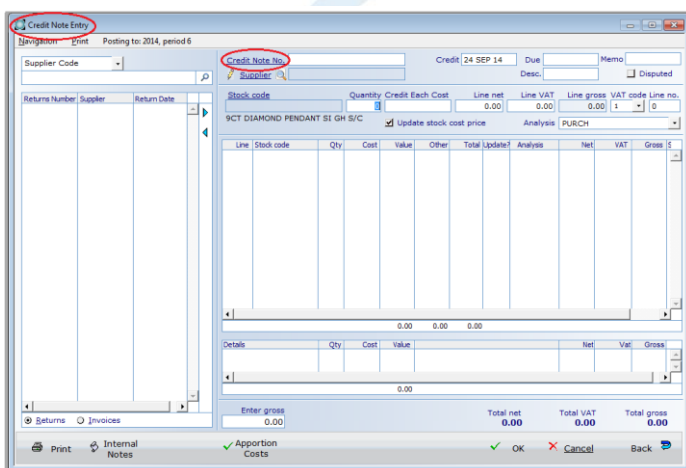 Credit Note Entry
Navigation Print Posting to: 2014, period 6
Supplier Code
Credit Note No. Credit 24 SEP 14 Due Memo
Supplier Desc. Disputed
Returns Number Supplier Return Date
Stock code Quantity Credit Each Cost Line net Line VAT Line gross VAT code Line no.
0 0.00 0.00 0.00 1 0
9CT DIAMOND PENDANT SI GH S/C Update stock cost price Analysis PURCH
Line Stock code Qty Cost Value Other Total Update? Analysis Net VAT Gross S
0.00 0.00 0.00
Details Qty Cost Value Net Vat Gross
0.00
Returns Invoices
Enter gross Total net Total VAT Total gross
0.00 0.00 0.00 0.00
Print Internal Notes Apportion Costs OK Cancel Back